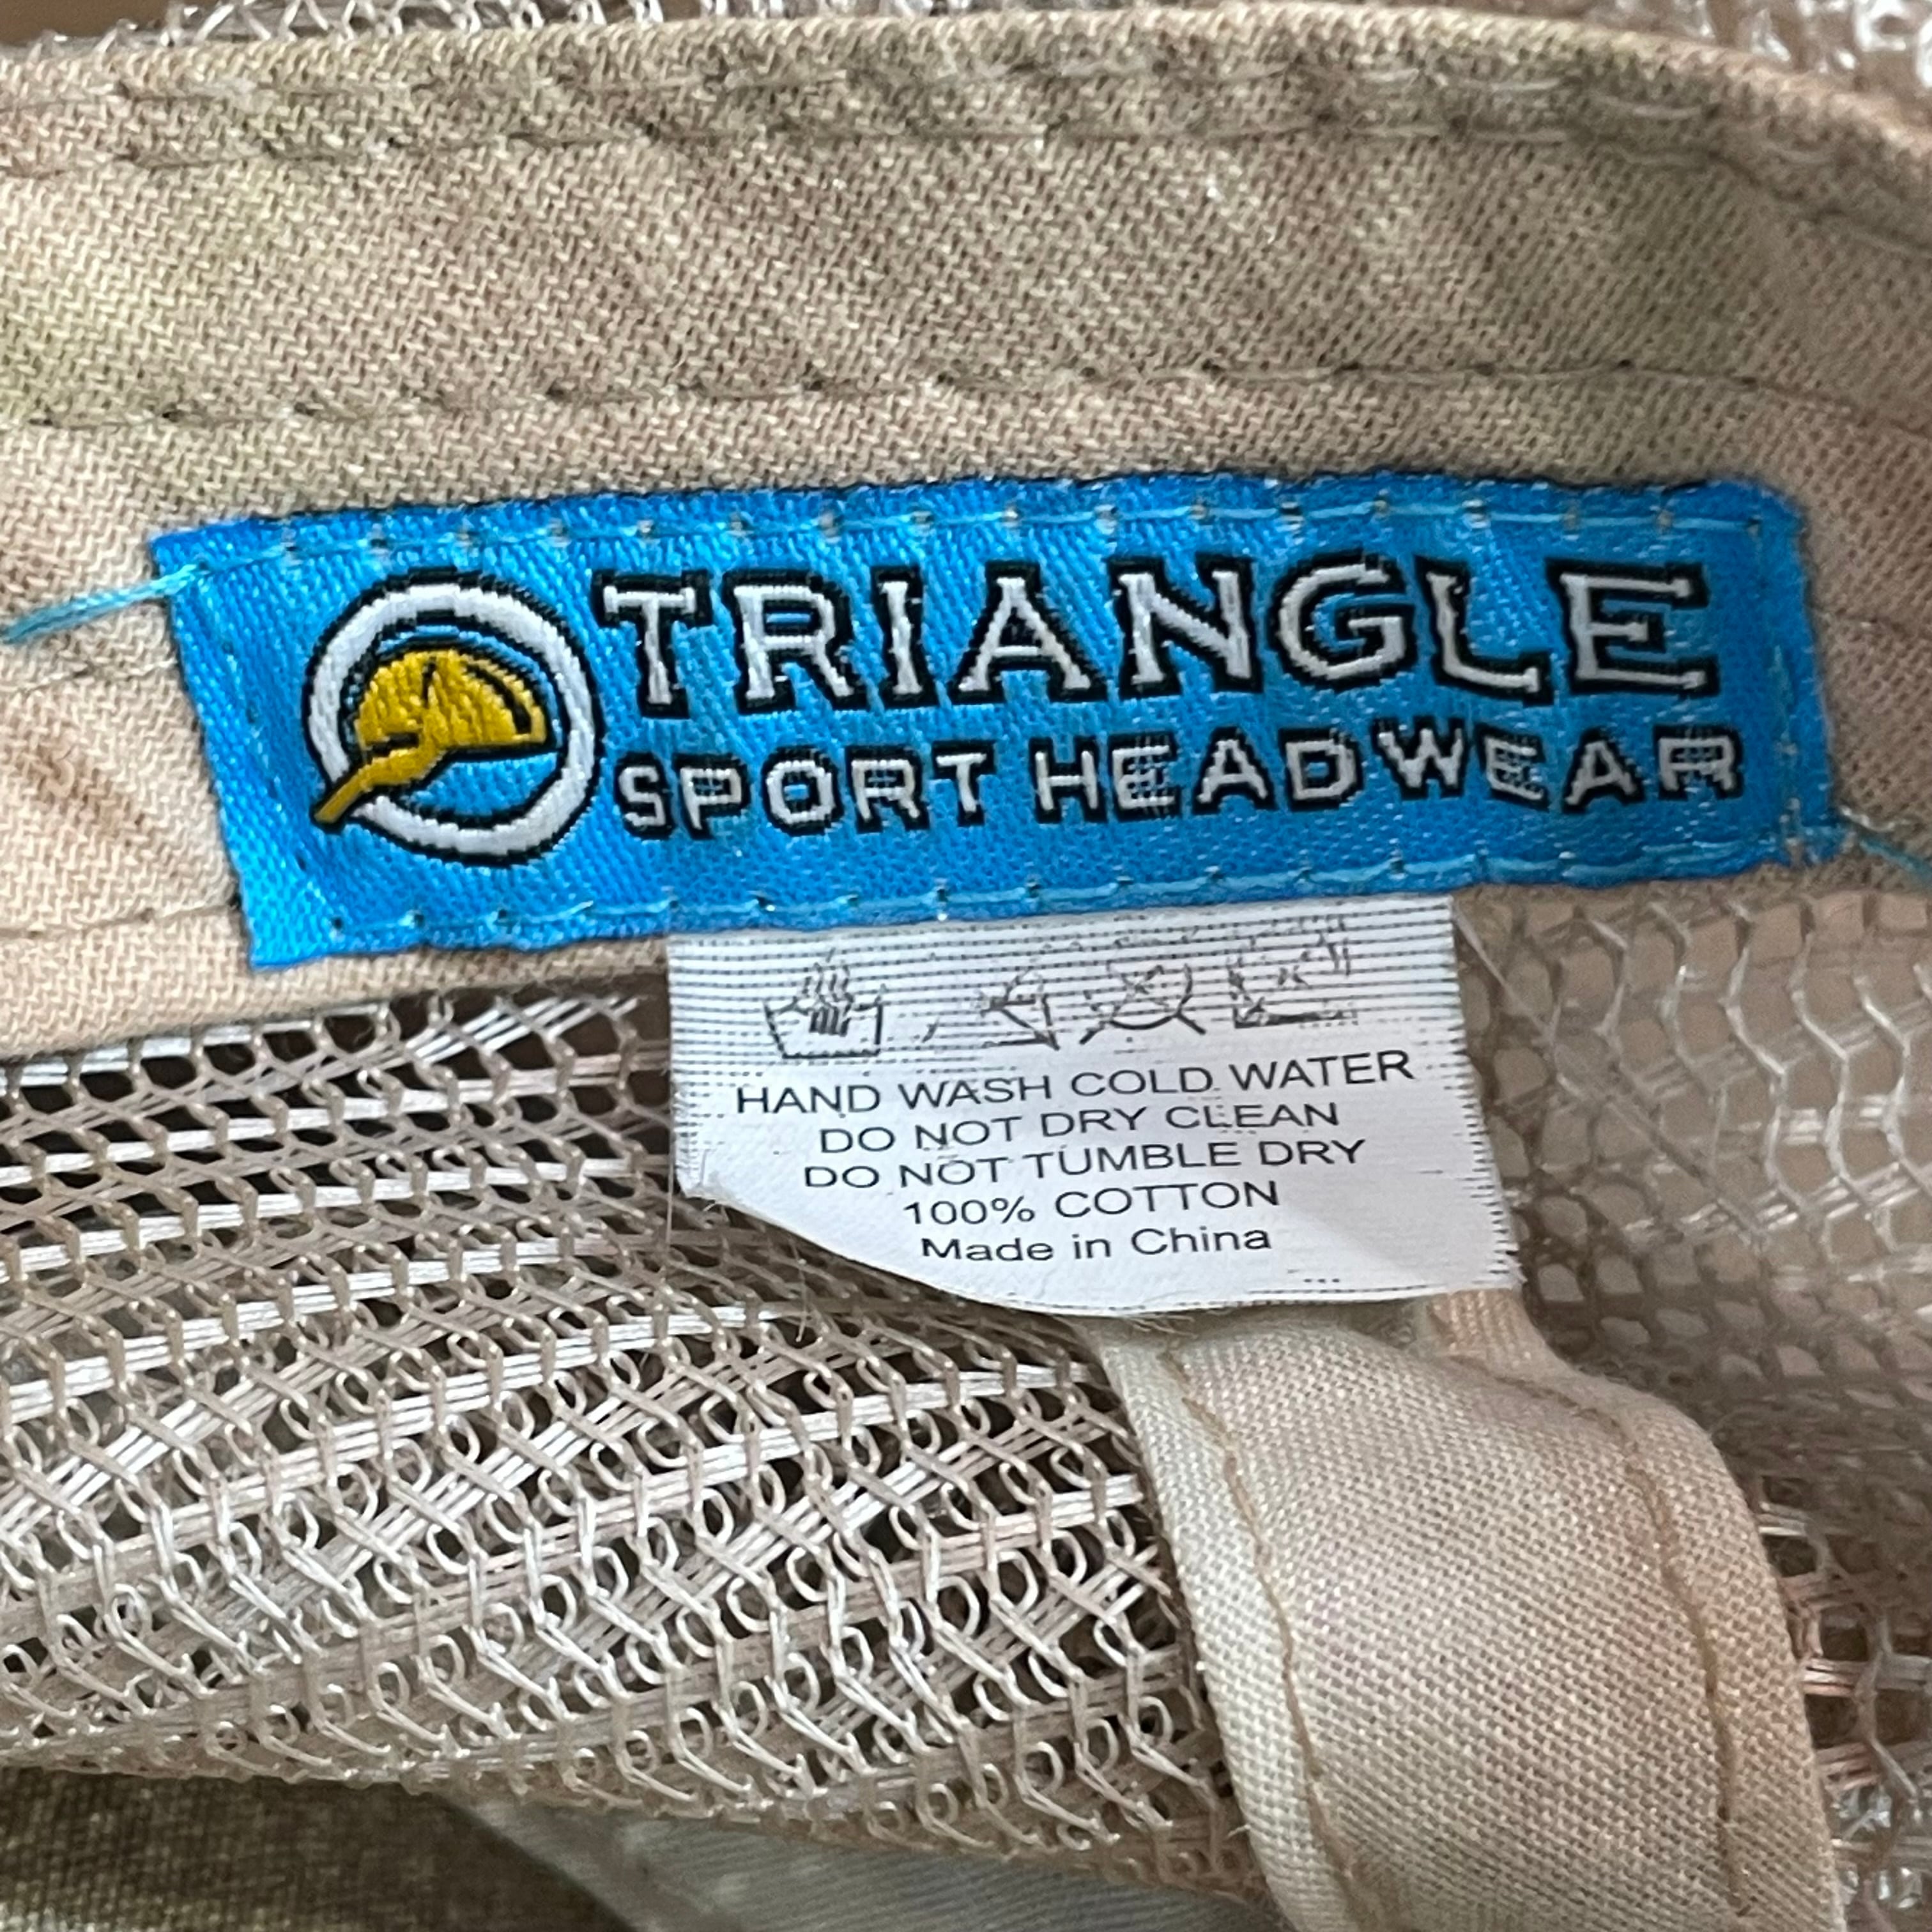 TRIANGLE
SPORT HEADWEAR
HAND WASH COLD WATER
DO NOT DRY CLEAN
DO NOT TUMBLE DRY
100% COTTON
Made in China